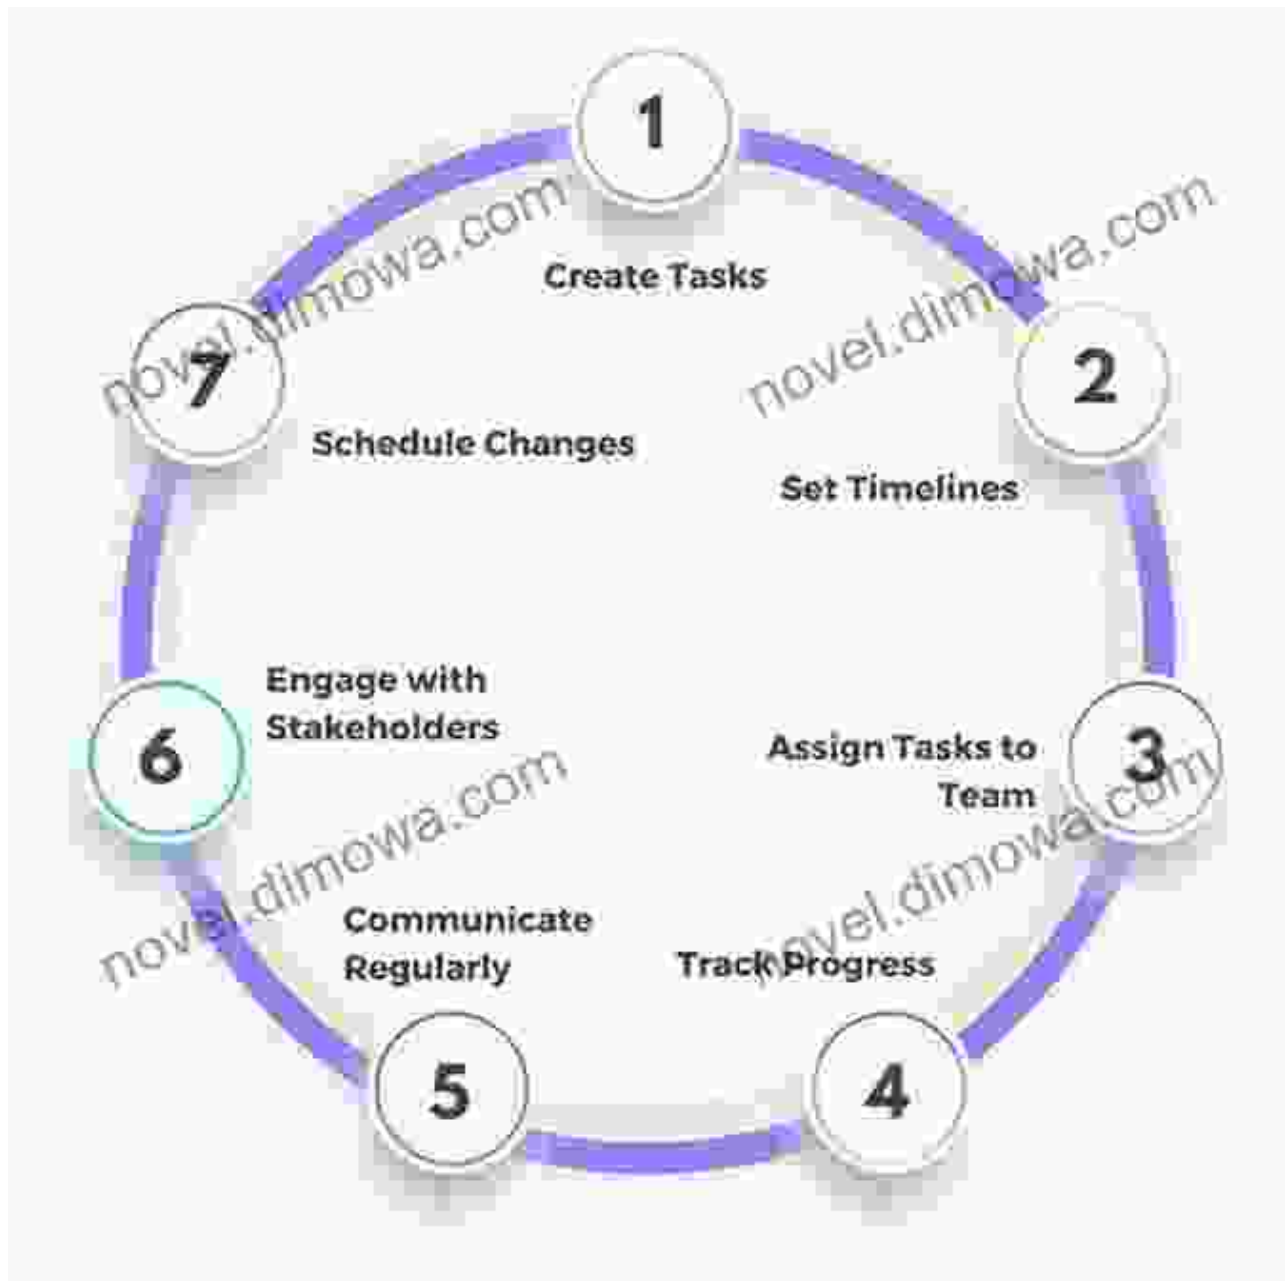 1
Create Tasks
2
Set Timelines
3
Assign Tasks to
Team
4
Track Progress
5
Communicate
Regularly
6
Engage with
Stakeholders
7
Schedule Changes
novel.dimowa.com
novel.dimowa.com
novel.dimowa.com
novel.dimowa.com